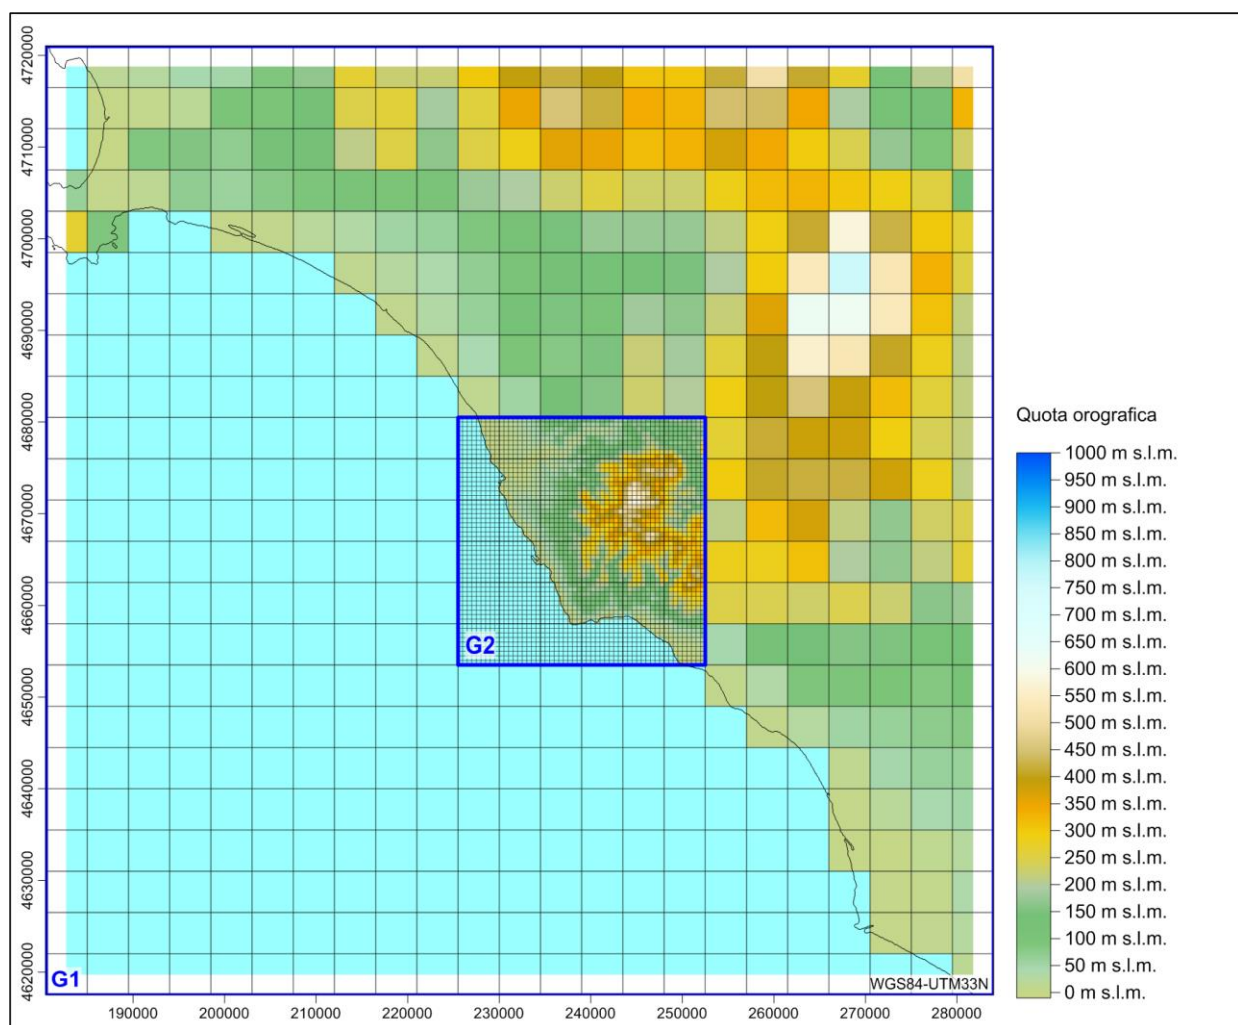 4720000
4710000
4700000
4690000
4680000
4670000
4660000
4650000
4640000
4630000
4620000
G2
G1
WGS84-UTM33N
190000 200000 210000 220000 230000 240000 250000 260000 270000 280000
Quota orografica
1000 m s.l.m.
950 m s.l.m.
900 m s.l.m.
850 m s.l.m.
800 m s.l.m.
750 m s.l.m.
700 m s.l.m.
650 m s.l.m.
600 m s.l.m.
550 m s.l.m.
500 m s.l.m.
450 m s.l.m.
400 m s.l.m.
350 m s.l.m.
300 m s.l.m.
250 m s.l.m.
200 m s.l.m.
150 m s.l.m.
100 m s.l.m.
50 m s.l.m.
0 m s.l.m.